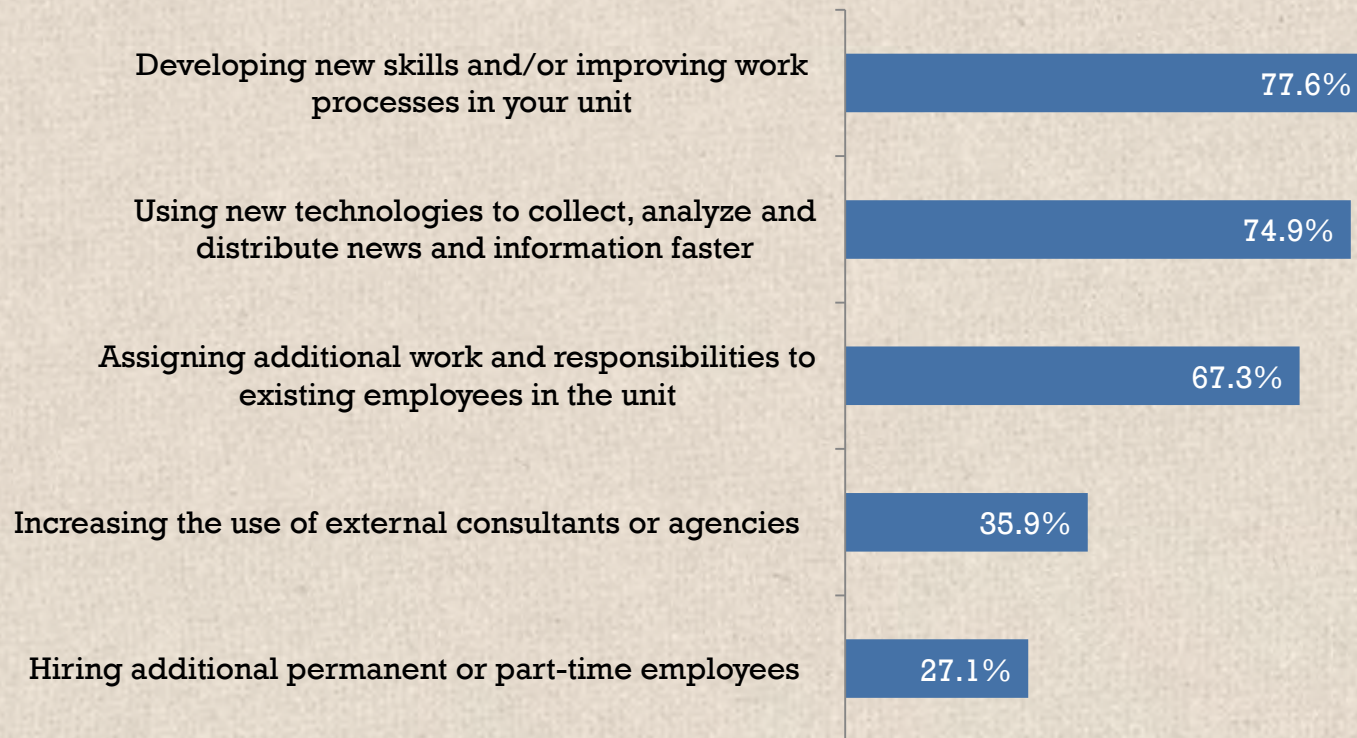 Developing new skills and/or improving work
processes in your unit
77.6%
Using new technologies to collect, analyze and
distribute news and information faster
74.9%
Assigning additional work and responsibilities to
existing employees in the unit
67.3%
Increasing the use of external consultants or agencies
35.9%
Hiring additional permanent or part-time employees
27.1%